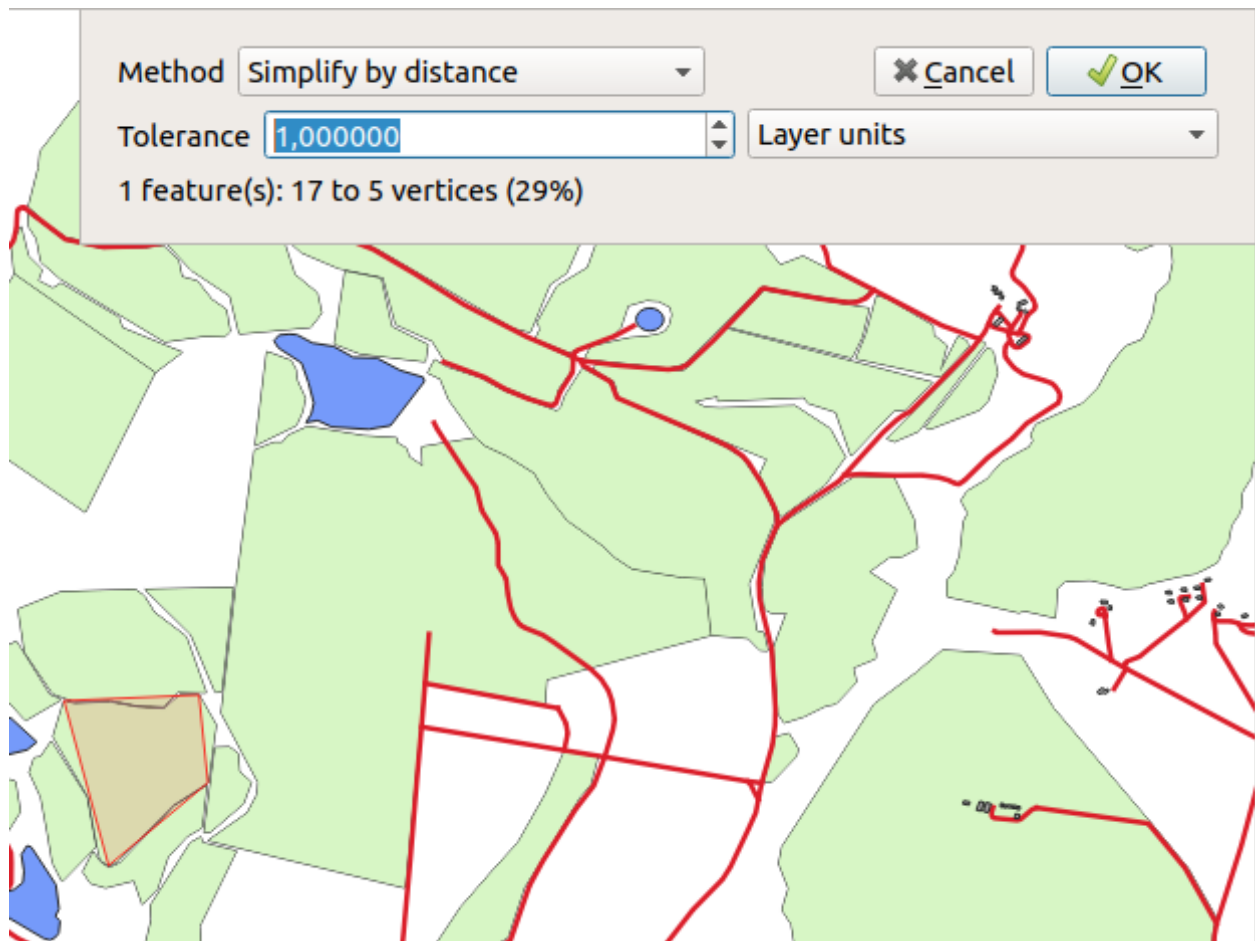 Method Simplify by distance Cancel OK
Tolerance 1,000000 Layer units
1 feature(s): 17 to 5 vertices (29%)